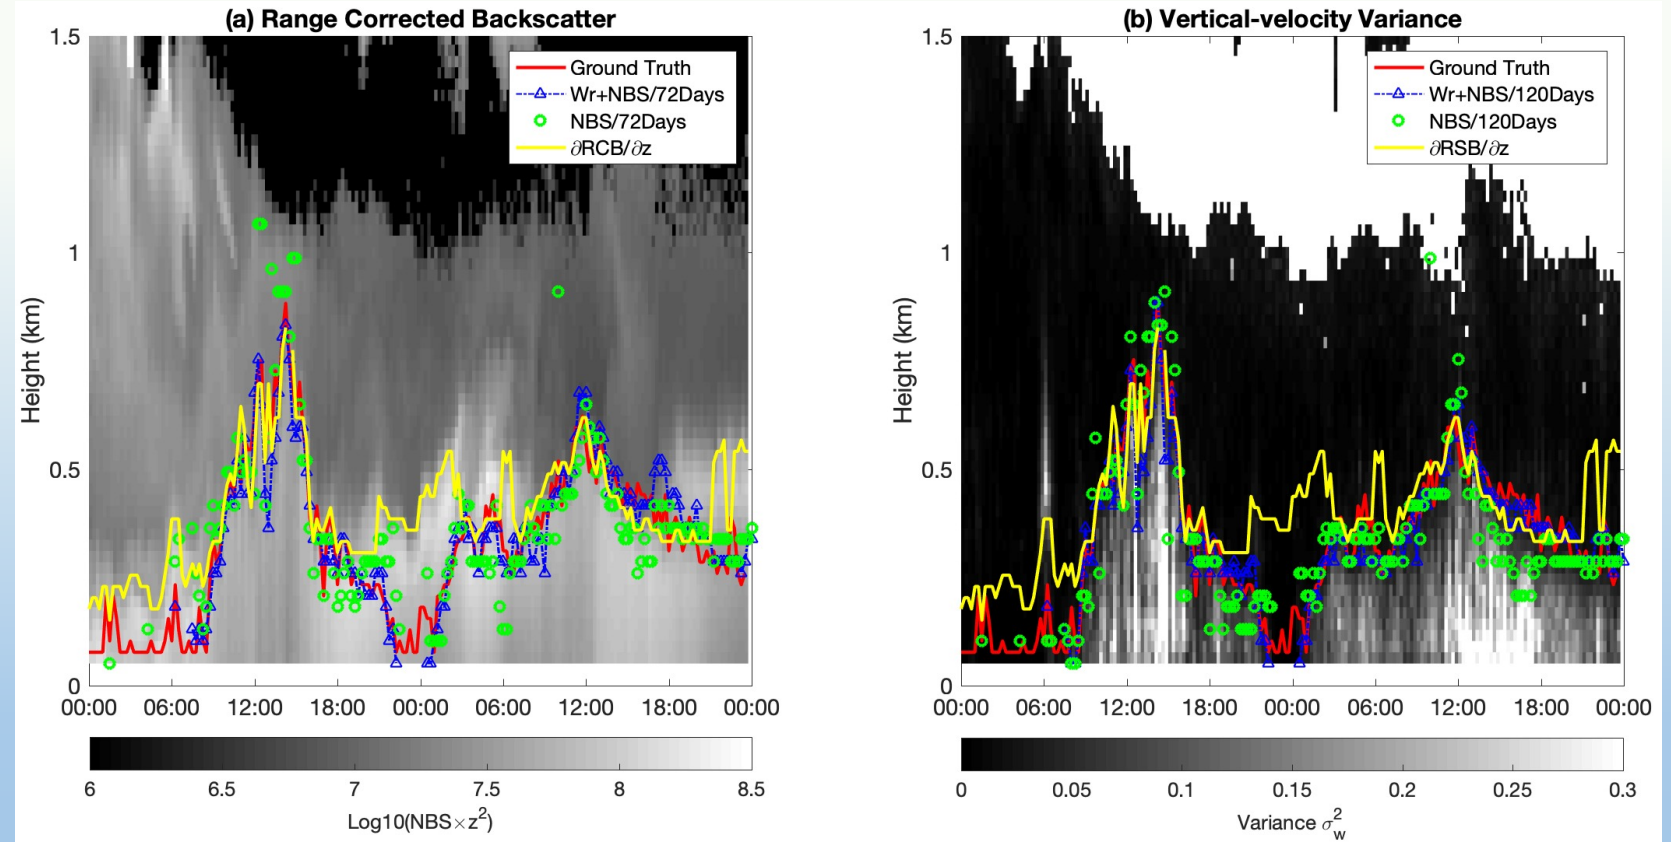 (a) Range Corrected Backscatter
1.5
1
0.5
0
Height (km)
Ground Truth
Wr+NBS/72Days
NBS/72Days
∂RCB/∂z
00:00 06:00 12:00 18:00 00:00 06:00 12:00 18:00 00:00
6 6.5 7 7.5 8 8.5
Log10(NBS×z²)
(b) Vertical-velocity Variance
1.5
1
0.5
0
Height (km)
Ground Truth
Wr+NBS/120Days
NBS/120Days
∂RSB/∂z
00:00 06:00 12:00 18:00 00:00 06:00 12:00 18:00 00:00
0 0.05 0.1 0.15 0.2 0.25 0.3
Variance σ²w